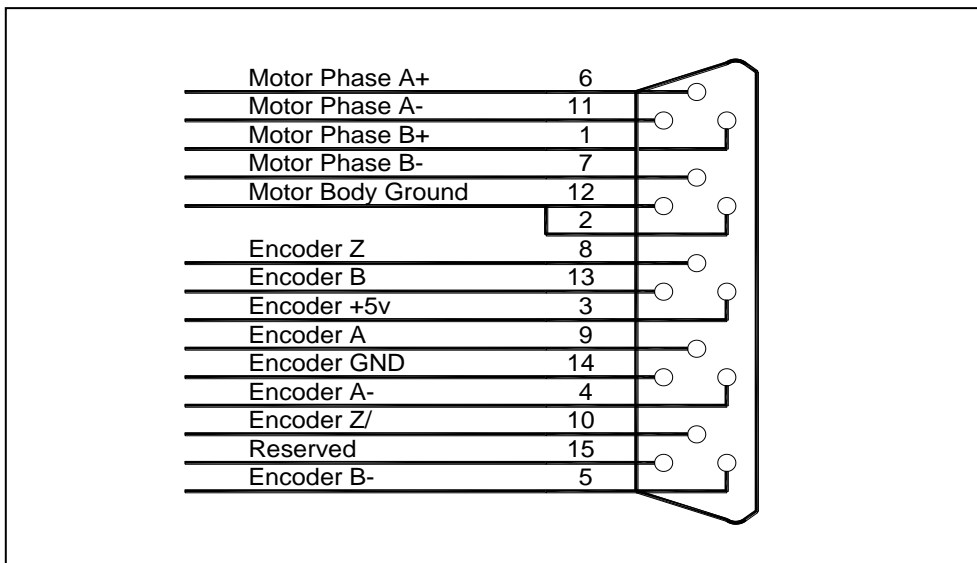 Motor Phase A+ 6
Motor Phase A- 11
Motor Phase B+ 1
Motor Phase B- 7
Motor Body Ground 12
2
Encoder Z 8
Encoder B 13
Encoder +5v 3
Encoder A 9
Encoder GND 14
Encoder A- 4
Encoder Z/ 10
Reserved 15
Encoder B- 5